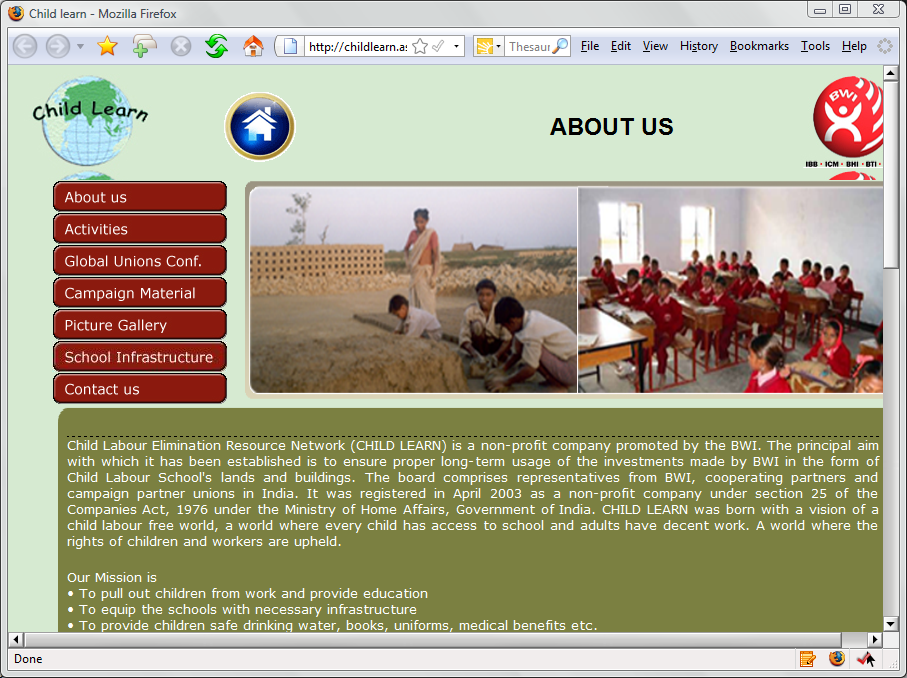 Child learn - Mozilla Firefox
http://childlearn.as
Thesaur
File Edit View History Bookmarks Tools Help
Child Learn
ABOUT US
BWI
IBB • ICM • BHI • BTI •
About us
Activities
Global Unions Conf.
Campaign Material
Picture Gallery
School Infrastructure
Contact us
Child Labour Elimination Resource Network (CHILD LEARN) is a non-profit company promoted by the BWI. The principal aim
with which it has been established is to ensure proper long-term usage of the investments made by BWI in the form of
Child Labour School's lands and buildings. The board comprises representatives from BWI, cooperating partners and
campaign partner unions in India. It was registered in April 2003 as a non-profit company under section 25 of the
Companies Act, 1976 under the Ministry of Home Affairs, Government of India. CHILD LEARN was born with a vision of a
child labour free world, a world where every child has access to school and adults have decent work. A world where the
rights of children and workers are upheld.
Our Mission is
• To pull out children from work and provide education
• To equip the schools with necessary infrastructure
• To provide children safe drinking water, books, uniforms, medical benefits etc.
Done